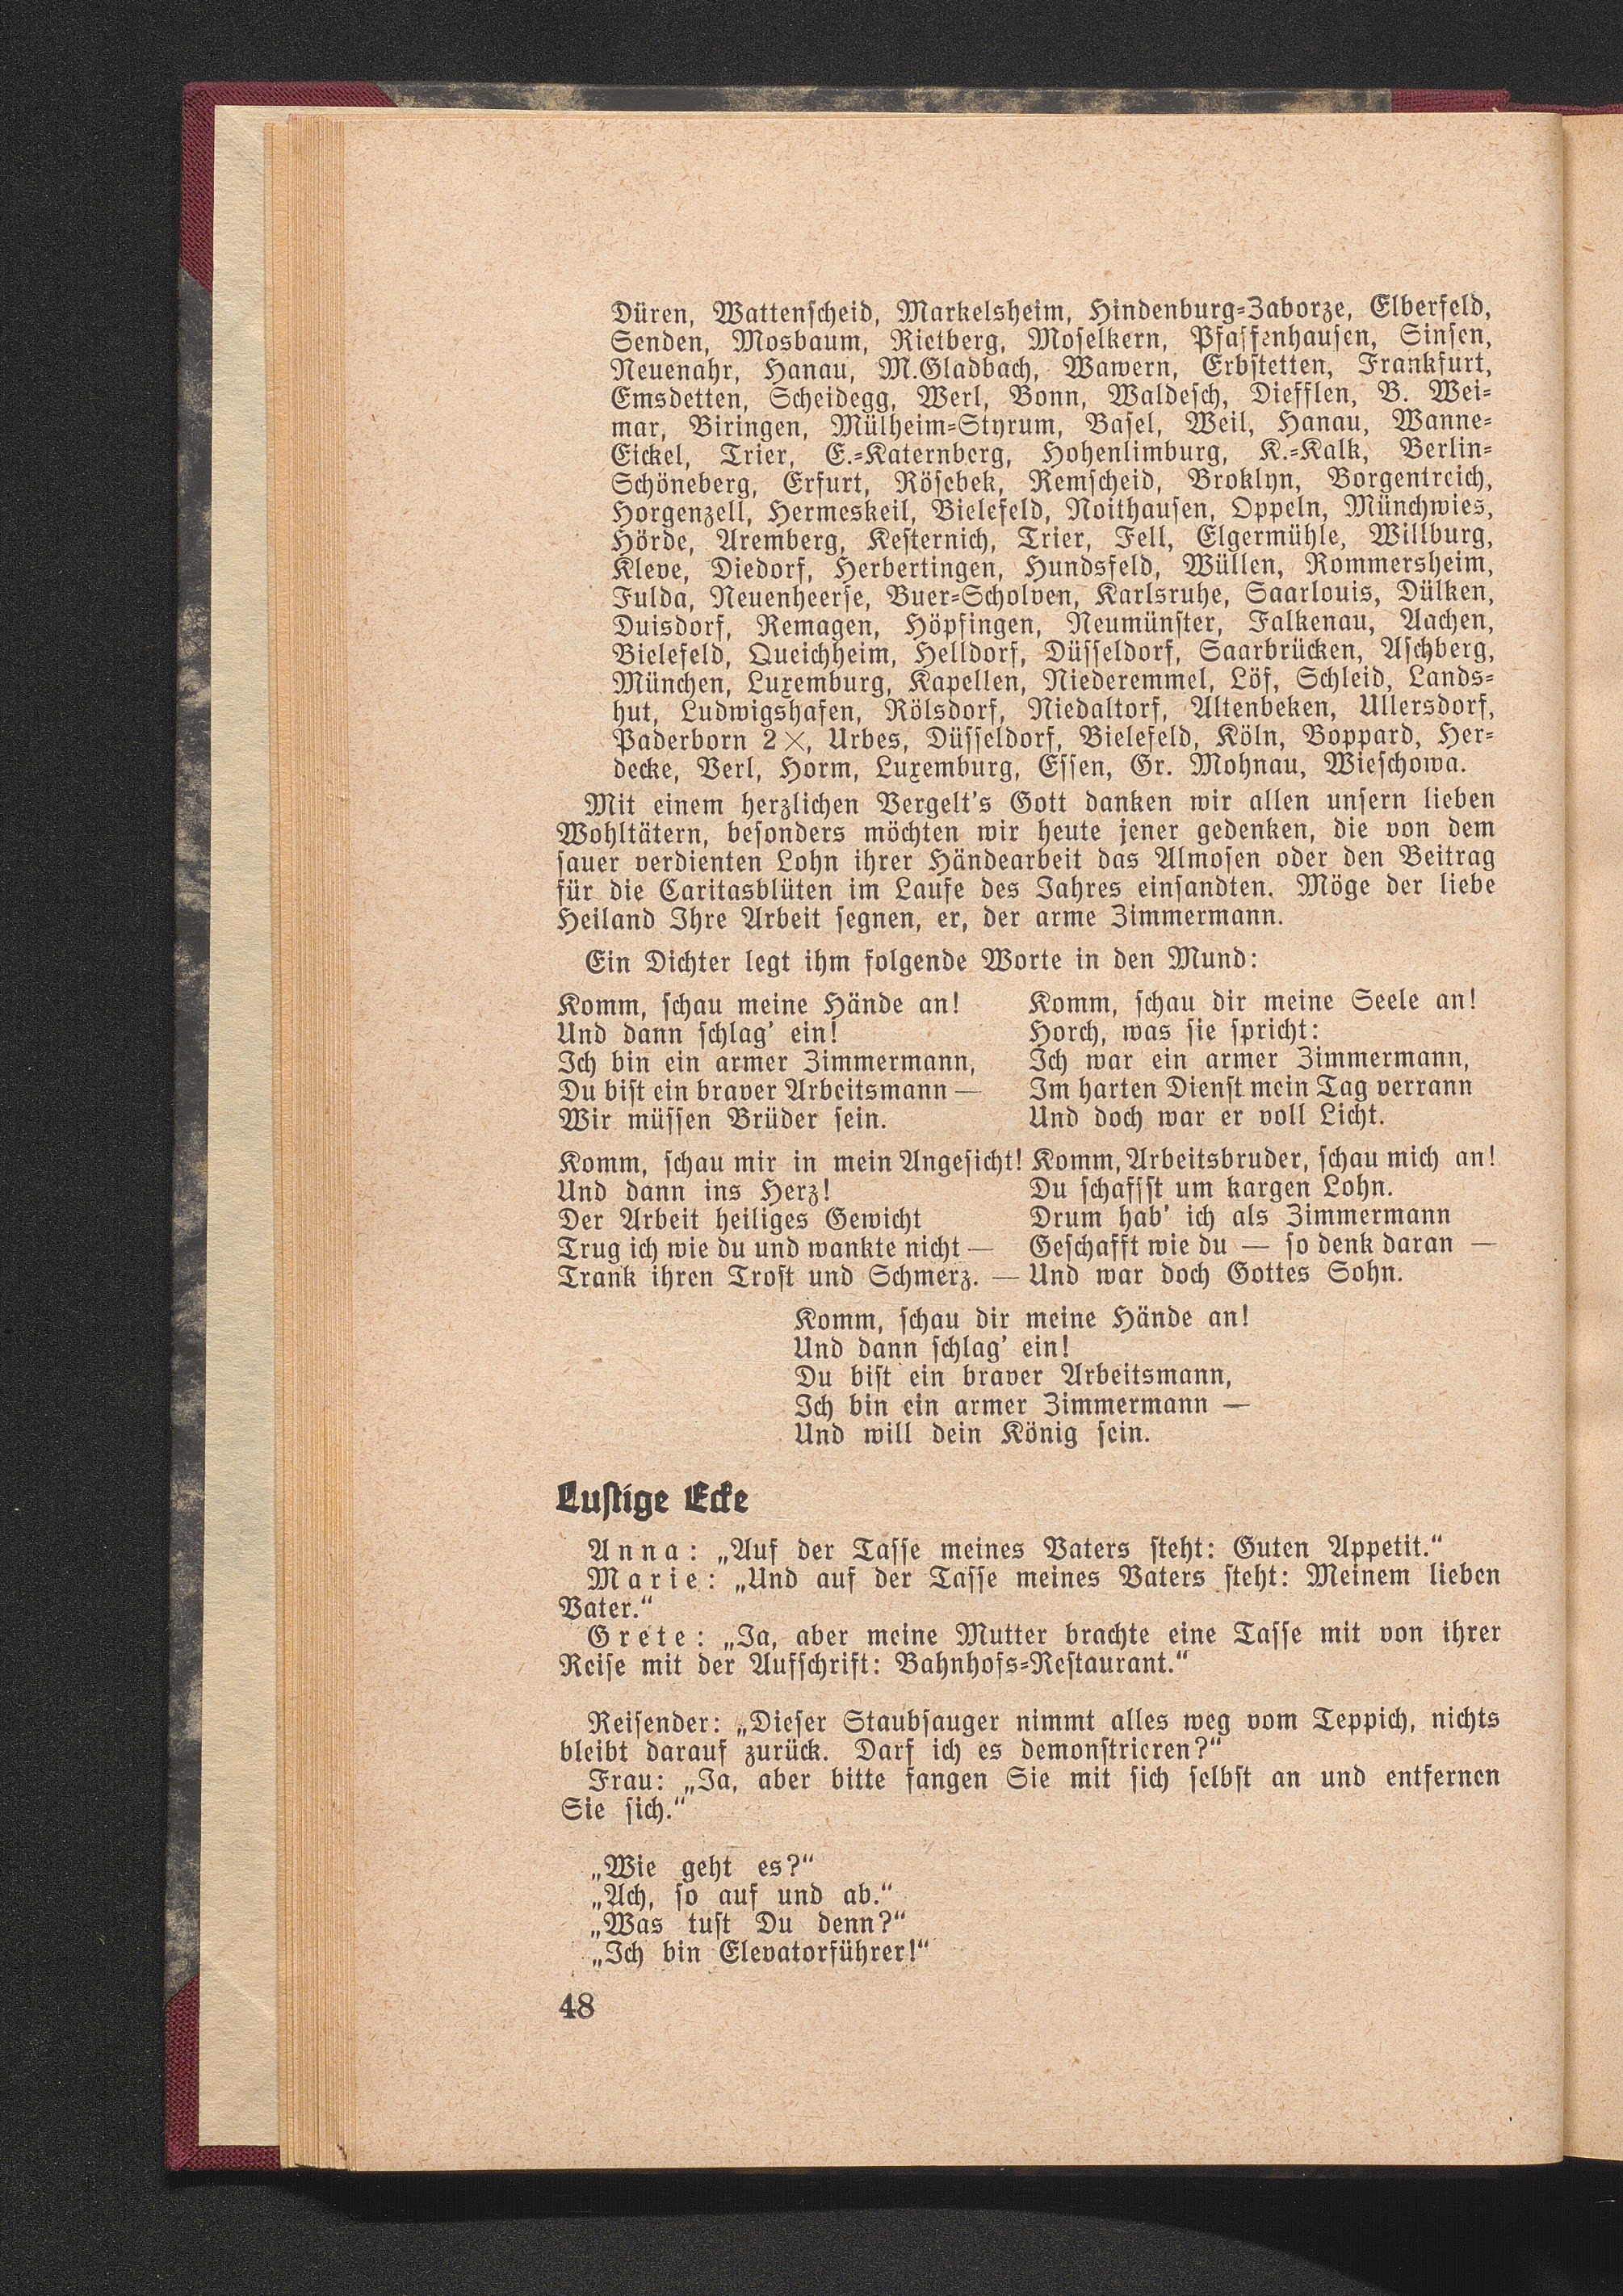 Düren, Wattenscheid, Markelsheim, Hindenburg-Zaborze, Elberfeld,
Senden, Mosbaum, Rietberg, Moselkern, Pfaffenhausen, Sinsen,
Neuenahr, Hanau, M.Gladbach, Wawern, Erbstetten, Frankfurt,
Emsdetten, Scheidegg, Werl, Bonn, Waldesch, Diefflen, B. Wei-
mar, Biringen, Mülheim-Styrum, Basel, Weil, Hanau, Wanne-
Eickel, Trier, E.-Katernberg, Hohenlimburg, K.-Kalk, Berlin-
Schöneberg, Erfurt, Rösebek, Remscheid, Broklyn, Borgentreich,
Horgenzell, Hermeskeil, Bielefeld, Noithausen, Oppeln, Münchwies,
Hörde, Aremberg, Kesternich, Trier, Fell, Elgermühle, Willburg,
Kleve, Diedorf, Herbertingen, Hundsfeld, Wüllen, Rommersheim,
Fulda, Neuenheerse, Buer-Scholven, Karlsruhe, Saarlouis, Dülken,
Duisdorf, Remagen, Höpfingen, Neumünster, Falkenau, Aachen,
Bielefeld, Queichheim, Helldorf, Düsseldorf, Saarbrücken, Aschberg,
München, Luxemburg, Kapellen, Niederemmel, Löf, Schleid, Lands-
hut, Ludwigshafen, Rölsdorf, Niedaltorf, Altenbeken, Ullersdorf,
Paderborn 2×, Urbes, Düsseldorf, Bielefeld, Köln, Boppard, Her-
decke, Verl, Horm, Luxemburg, Essen, Gr. Mohnau, Wieschowa.
Mit einem herzlichen Vergelt's Gott danken wir allen unsern lieben
Wohltätern, besonders möchten wir heute jener gedenken, die von dem
sauer verdienten Lohn ihrer Händearbeit das Almosen oder den Beitrag
für die Caritasblüten im Laufe des Jahres einsandten. Möge der liebe
Heiland Ihre Arbeit segnen, er, der arme Zimmermann.
Ein Dichter legt ihm folgende Worte in den Mund:
Komm, schau meine Hände an!
Und dann schlag' ein!
Ich bin ein armer Zimmermann,
Du bist ein braver Arbeitsmann —
Wir müssen Brüder sein.
Komm, schau mir in mein Angesicht!
Und dann ins Herz!
Der Arbeit heiliges Gewicht
Trug ich wie du und wankte nicht —
Trank ihren Trost und Schmerz. —
Komm, schau dir meine Seele an!
Horch, was sie spricht:
Ich war ein armer Zimmermann,
Im harten Dienst mein Tag verrann
Und doch war er voll Licht.
Komm, Arbeitsbruder, schau mich an!
Du schaffst um kargen Lohn.
Drum hab' ich als Zimmermann
Geschafft wie du — so denk daran —
Und war doch Gottes Sohn.
Komm, schau dir meine Hände an!
Und dann schlag' ein!
Du bist ein braver Arbeitsmann,
Ich bin ein armer Zimmermann —
Und will dein König sein.
Lustige Ecke
Anna: „Auf der Tasse meines Vaters steht: Guten Appetit.“
Marie: „Und auf der Tasse meines Vaters steht: Meinem lieben
Vater.“
Grete: „Ja, aber meine Mutter brachte eine Tasse mit von ihrer
Reise mit der Aufschrift: Bahnhofs-Restaurant.“
Reisender: „Dieser Staubsauger nimmt alles weg vom Teppich, nichts
bleibt darauf zurück. Darf ich es demonstrieren?“
Frau: „Ja, aber bitte fangen Sie mit sich selbst an und entfernen
Sie sich.“
„Wie geht es?“
„Ach, so auf und ab.“
„Was tust Du denn?“
„Ich bin Elevatorführer!“
48